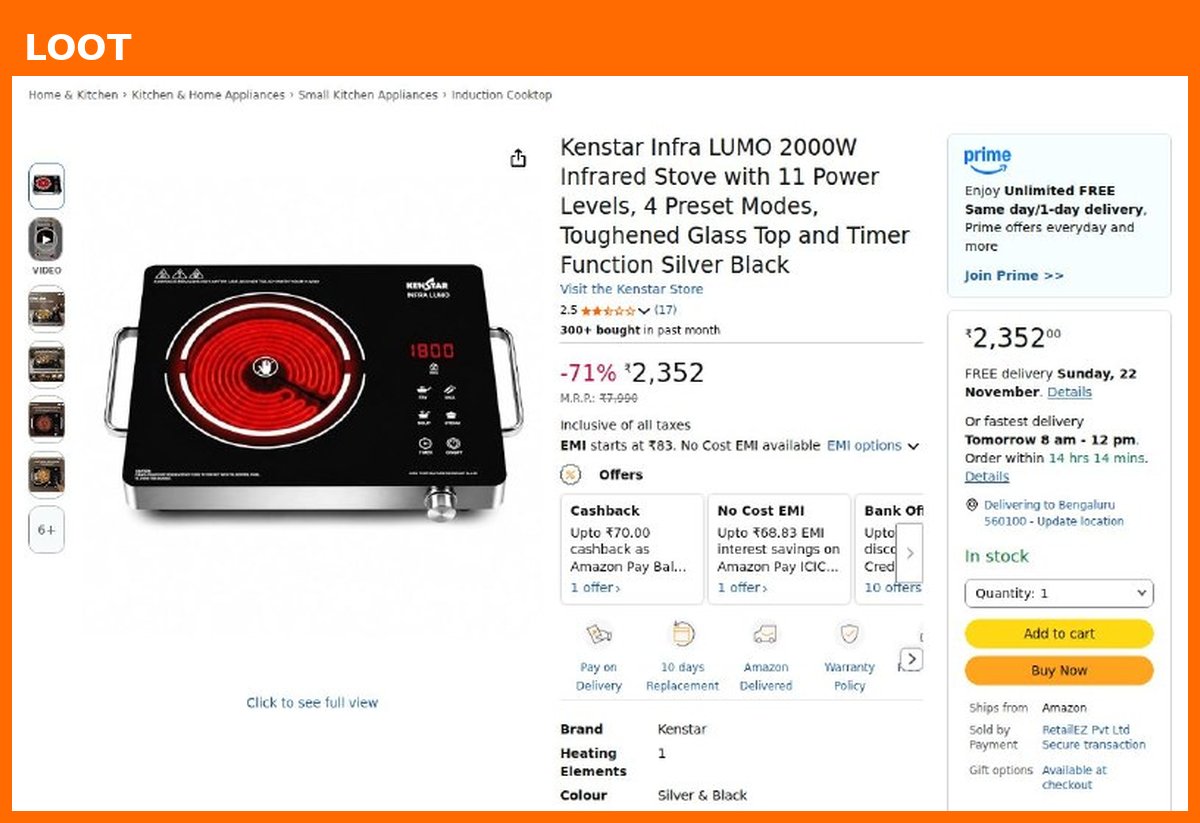 LOOT
Home & Kitchen › Kitchen & Home Appliances › Small Kitchen Appliances › Induction Cooktop
VIDEO
6+
KENSTAR
INFRA LUMO
1800
Click to see full view
Kenstar Infra LUMO 2000W
Infrared Stove with 11 Power
Levels, 4 Preset Modes,
Toughened Glass Top and Timer
Function Silver Black
Visit the Kenstar Store
2.5 (17)
300+ bought in past month
-71% ₹2,352
M.R.P.: ₹7,990
Inclusive of all taxes
EMI starts at ₹83. No Cost EMI available EMI options
Offers
Cashback
Upto ₹70.00
cashback as
Amazon Pay Bal...
1 offer›
No Cost EMI
Upto ₹68.83 EMI
interest savings on
Amazon Pay ICIC...
1 offer›
Bank Of
Upto
disc
Cred
10 offers
Pay on
Delivery
10 days
Replacement
Amazon
Delivered
Warranty
Policy
Brand Kenstar
Heating
Elements 1
Colour Silver & Black
prime
Enjoy Unlimited FREE
Same day/1-day delivery,
Prime offers everyday and
more
Join Prime >>
₹2,35200
FREE delivery Sunday, 22
November. Details
Or fastest delivery
Tomorrow 8 am - 12 pm.
Order within 14 hrs 14 mins.
Details
Delivering to Bengaluru
560100 - Update location
In stock
Quantity: 1
Add to cart
Buy Now
Ships from Amazon
Sold by RetailEZ Pvt Ltd
Payment Secure transaction
Gift options Available at
checkout